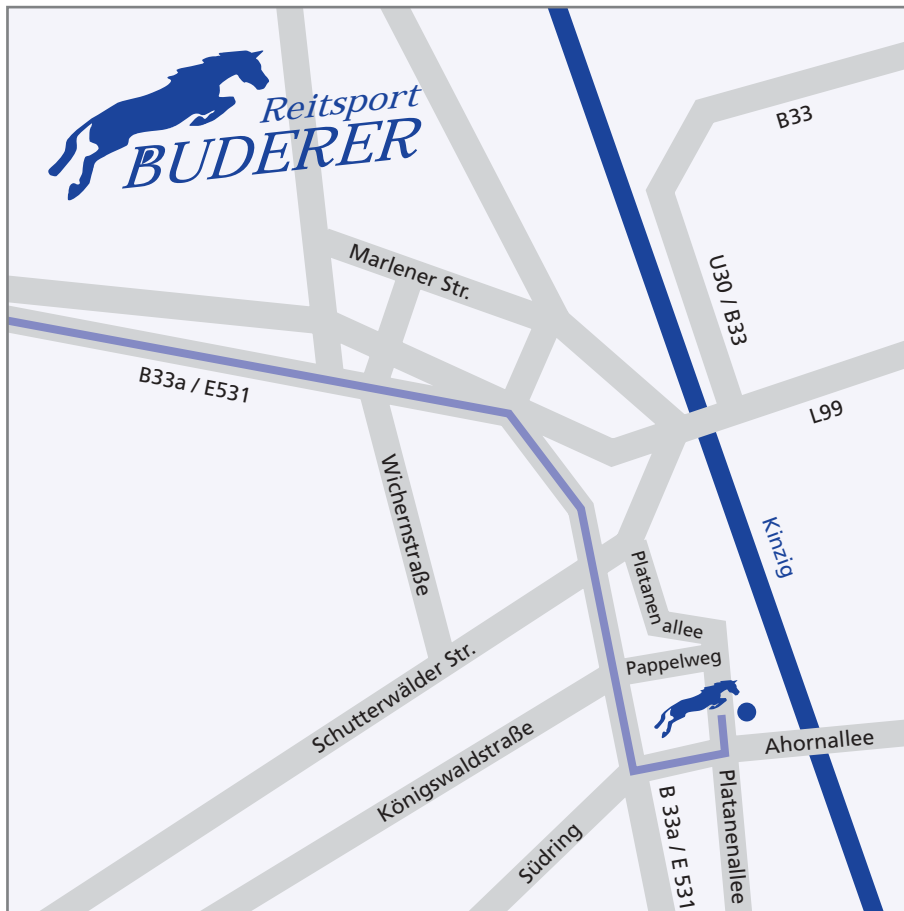 Reitsport
BUDERER
B33
Marlener Str.
U30 / B33
B33a / E531
L99
Wichernstraße
Kinzig
Platanen
allee
Pappelweg
Schutterwälder Str.
Königswaldstraße
Ahornallee
Südring
B 33a / E 531
Platanenallee